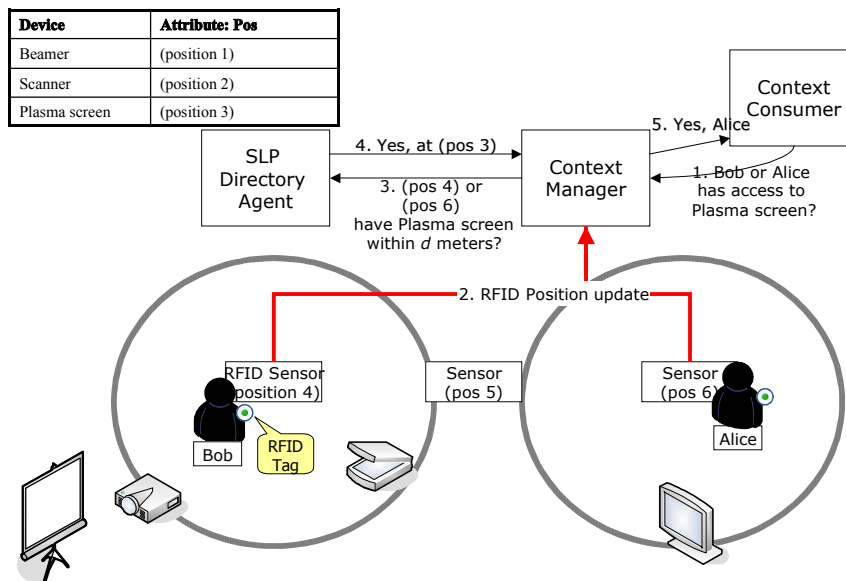 Device Attribute: Pos
Beamer (position 1)
Scanner (position 2)
Plasma screen (position 3)
Context
Consumer
5. Yes, Alice
4. Yes, at (pos 3)
SLP
Directory
Agent
Context
Manager
1. Bob or Alice
has access to
Plasma screen?
3. (pos 4) or
(pos 6)
have Plasma screen
within d meters?
2. RFID Position update
RFID Sensor
(position 4)
Sensor
(pos 5)
Sensor
(pos 6)
Bob
RFID
Tag
Alice